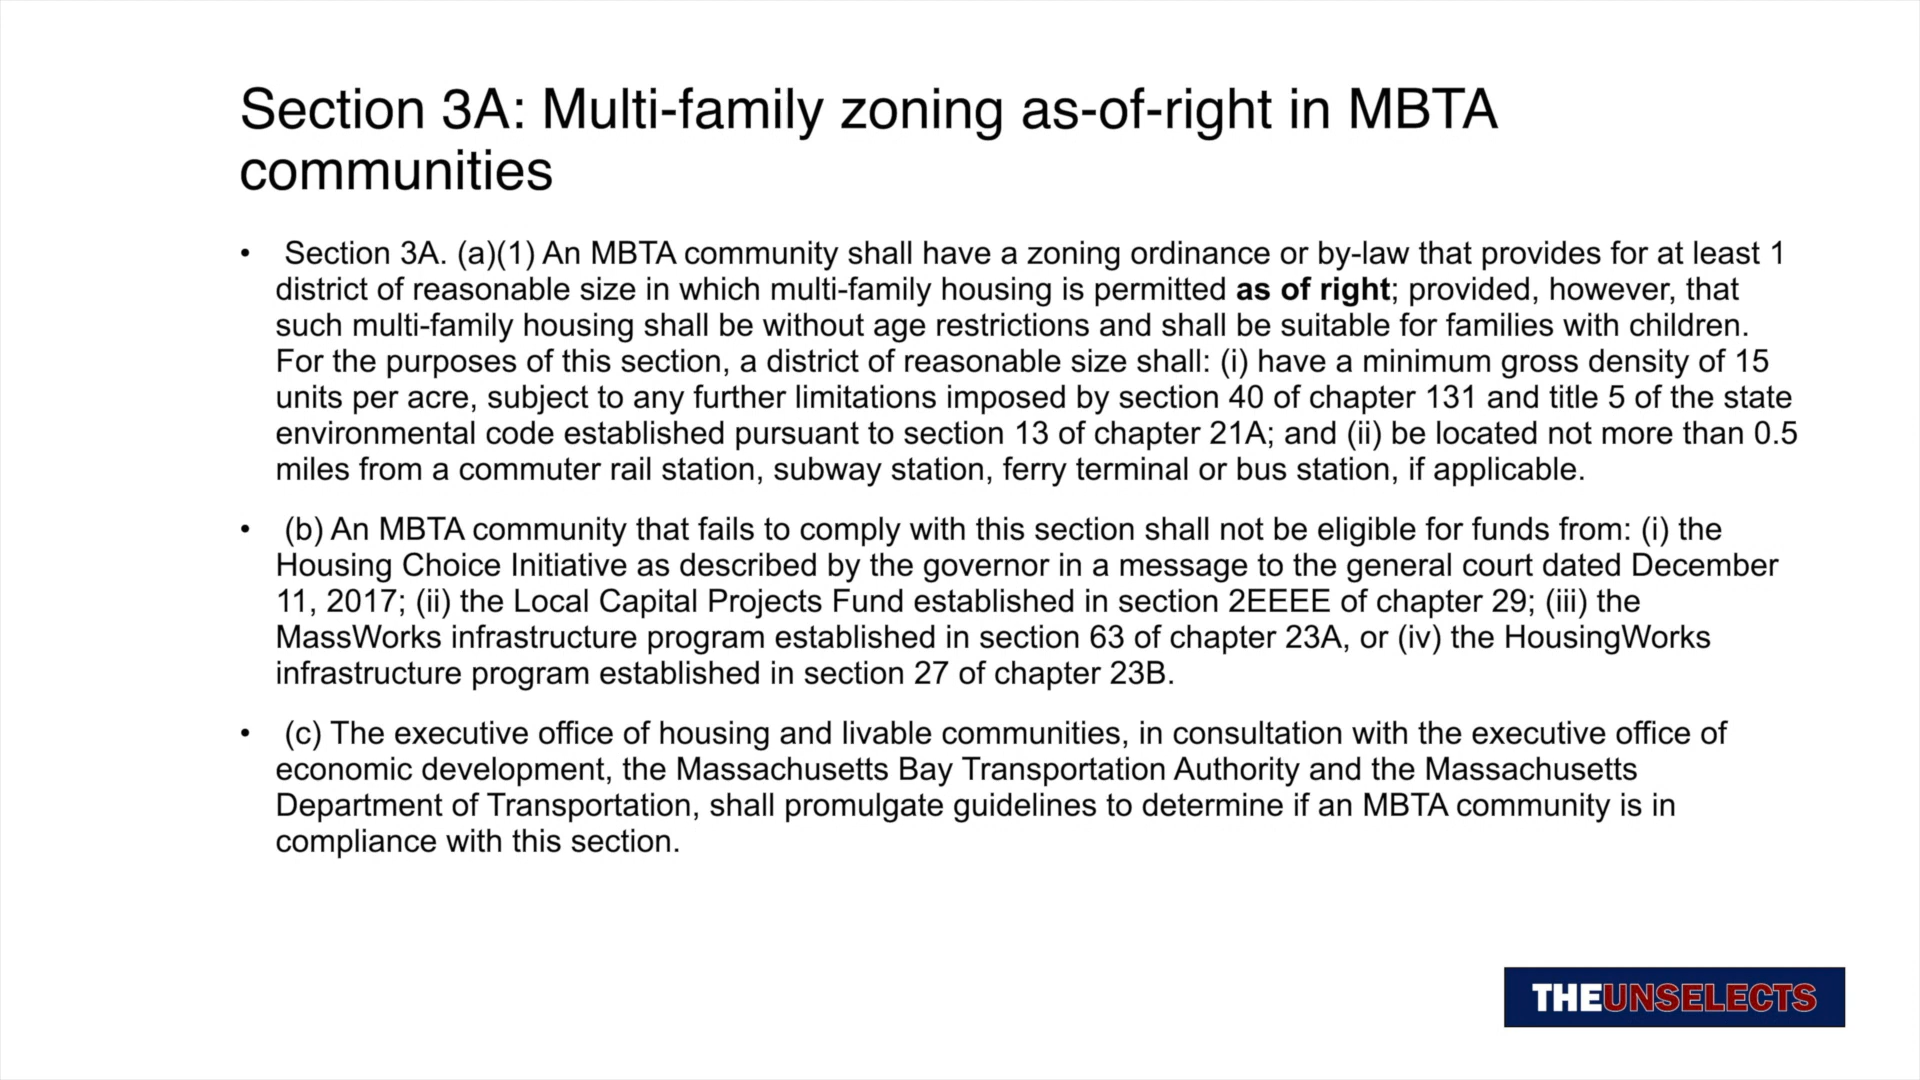 Section 3A: Multi-family zoning as-of-right in MBTA
communities
• Section 3A. (a)(1) An MBTA community shall have a zoning ordinance or by-law that provides for at least 1
district of reasonable size in which multi-family housing is permitted as of right; provided, however, that
such multi-family housing shall be without age restrictions and shall be suitable for families with children.
For the purposes of this section, a district of reasonable size shall: (i) have a minimum gross density of 15
units per acre, subject to any further limitations imposed by section 40 of chapter 131 and title 5 of the state
environmental code established pursuant to section 13 of chapter 21A; and (ii) be located not more than 0.5
miles from a commuter rail station, subway station, ferry terminal or bus station, if applicable.
• (b) An MBTA community that fails to comply with this section shall not be eligible for funds from: (i) the
Housing Choice Initiative as described by the governor in a message to the general court dated December
11, 2017; (ii) the Local Capital Projects Fund established in section 2EEEE of chapter 29; (iii) the
MassWorks infrastructure program established in section 63 of chapter 23A, or (iv) the HousingWorks
infrastructure program established in section 27 of chapter 23B.
• (c) The executive office of housing and livable communities, in consultation with the executive office of
economic development, the Massachusetts Bay Transportation Authority and the Massachusetts
Department of Transportation, shall promulgate guidelines to determine if an MBTA community is in
compliance with this section.
THEUNSELECTS